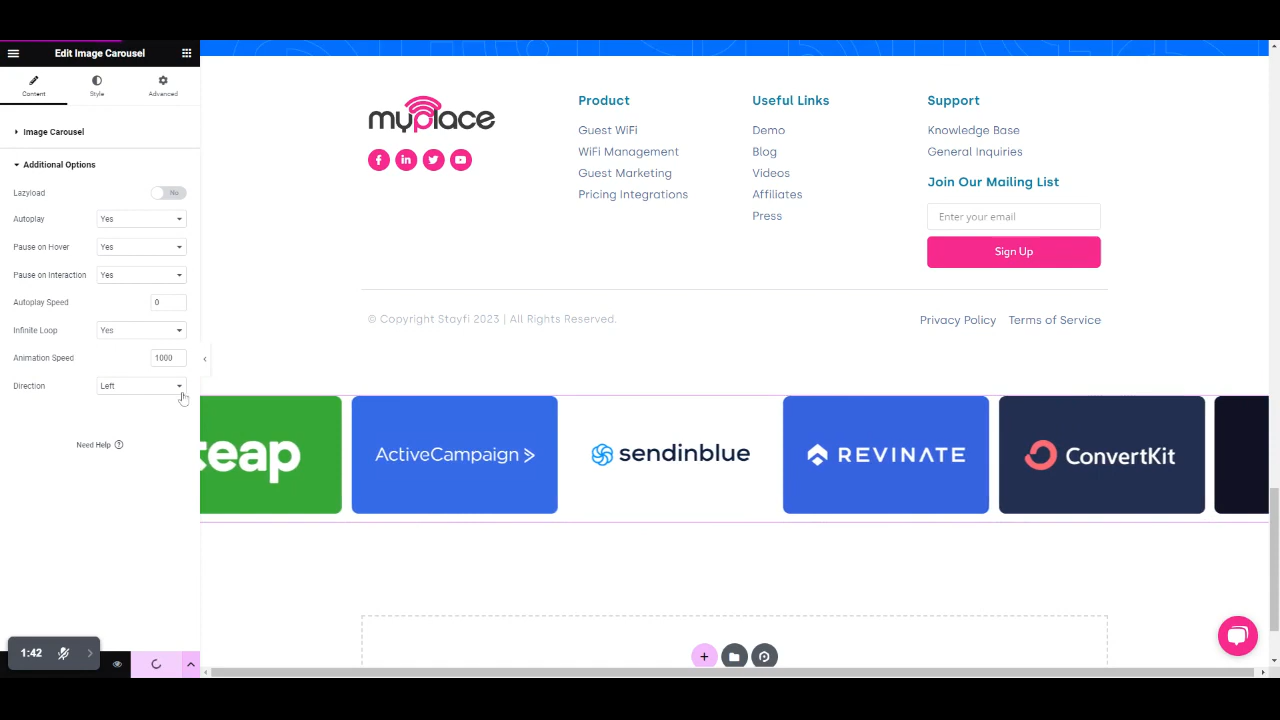 Edit Image Carousel
Content
Style
Advanced
Image Carousel
Additional Options
Lazyload
No
Autoplay
Yes
Pause on Hover
Yes
Pause on Interaction
Yes
Autoplay Speed
0
Infinite Loop
Yes
Animation Speed
1000
Direction
Left
Need Help
1:42
myplace
Product
Guest WiFi
WiFi Management
Guest Marketing
Pricing Integrations
Useful Links
Demo
Blog
Videos
Affiliates
Press
Support
Knowledge Base
General Inquiries
Join Our Mailing List
Enter your email
Sign Up
© Copyright Stayfi 2023 | All Rights Reserved.
Privacy Policy
Terms of Service
ActiveCampaign >
sendinblue
REVINATE
ConvertKit